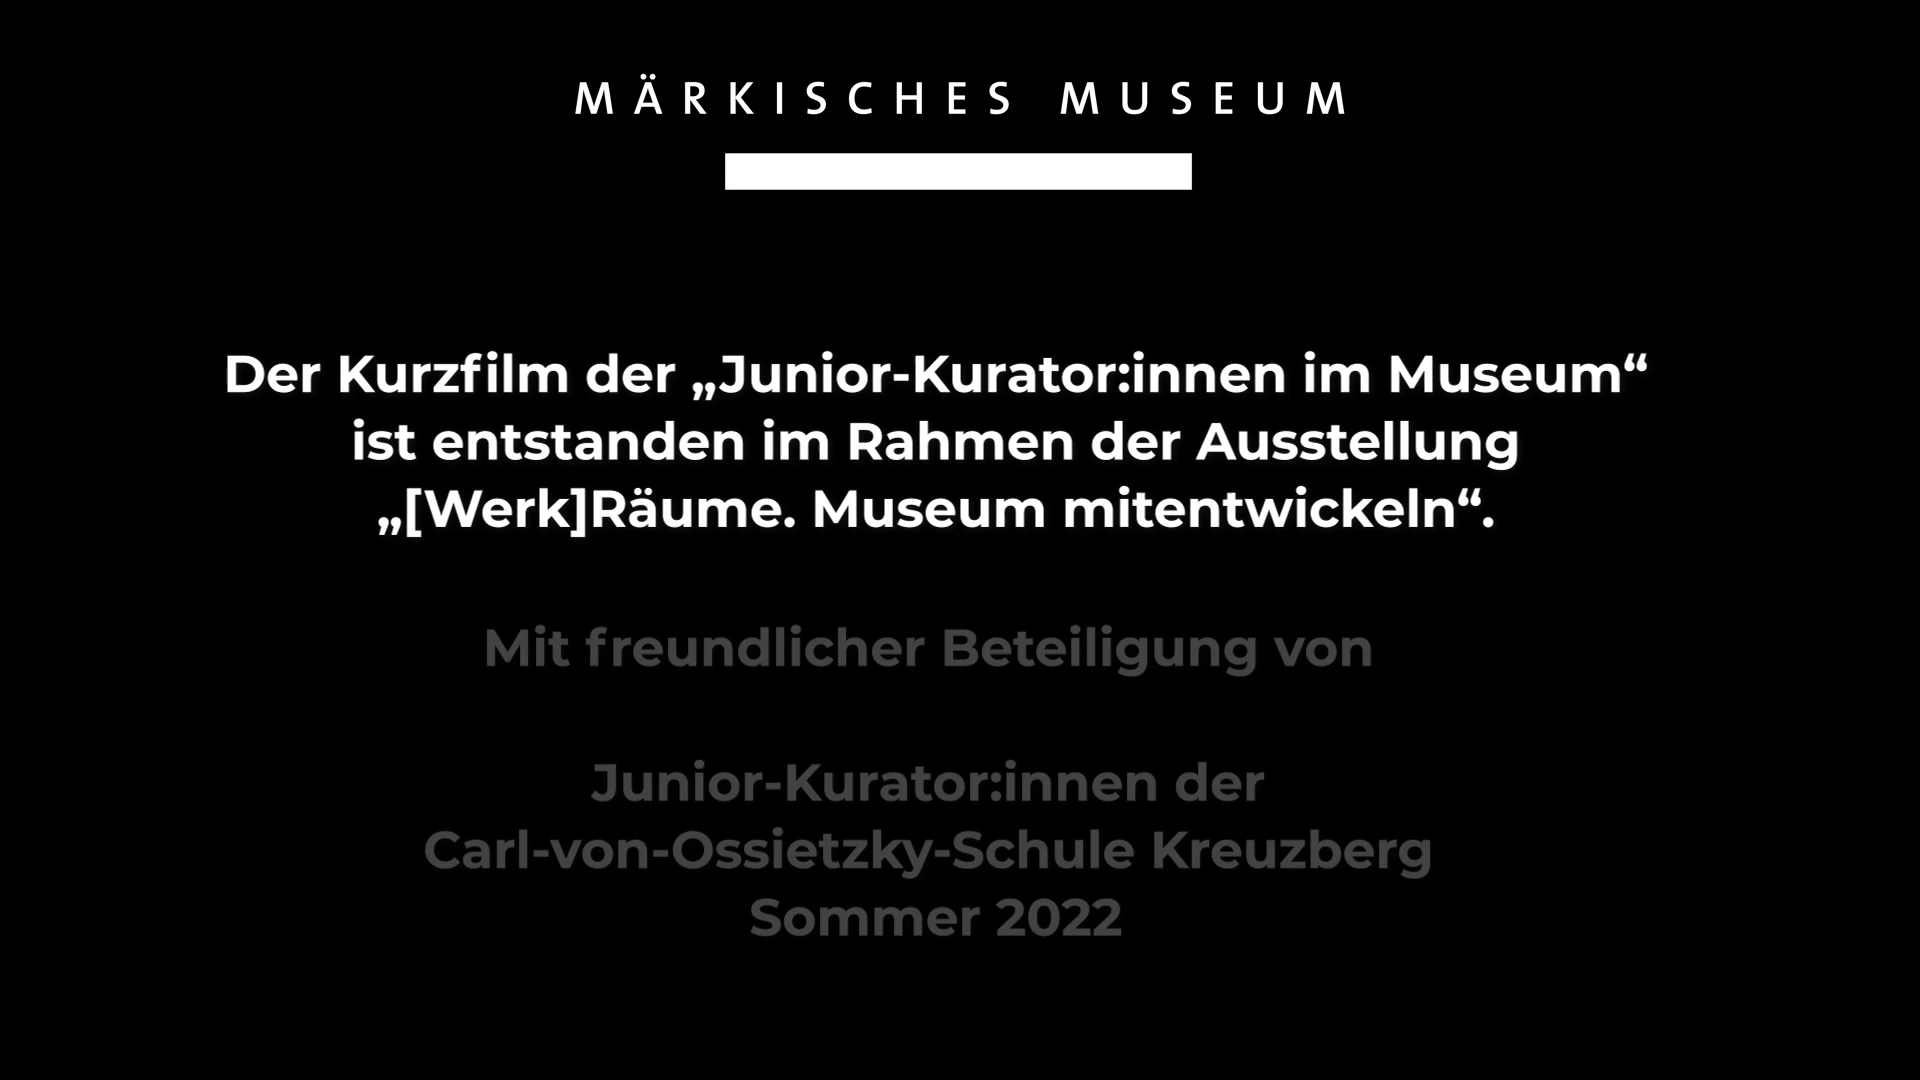 MÄRKISCHES MUSEUM
Der Kurzfilm der „Junior-Kurator:innen im Museum“
ist entstanden im Rahmen der Ausstellung
„[Werk]Räume. Museum mitentwickeln“.
Mit freundlicher Beteiligung von
Junior-Kurator:innen der
Carl-von-Ossietzky-Schule Kreuzberg
Sommer 2022